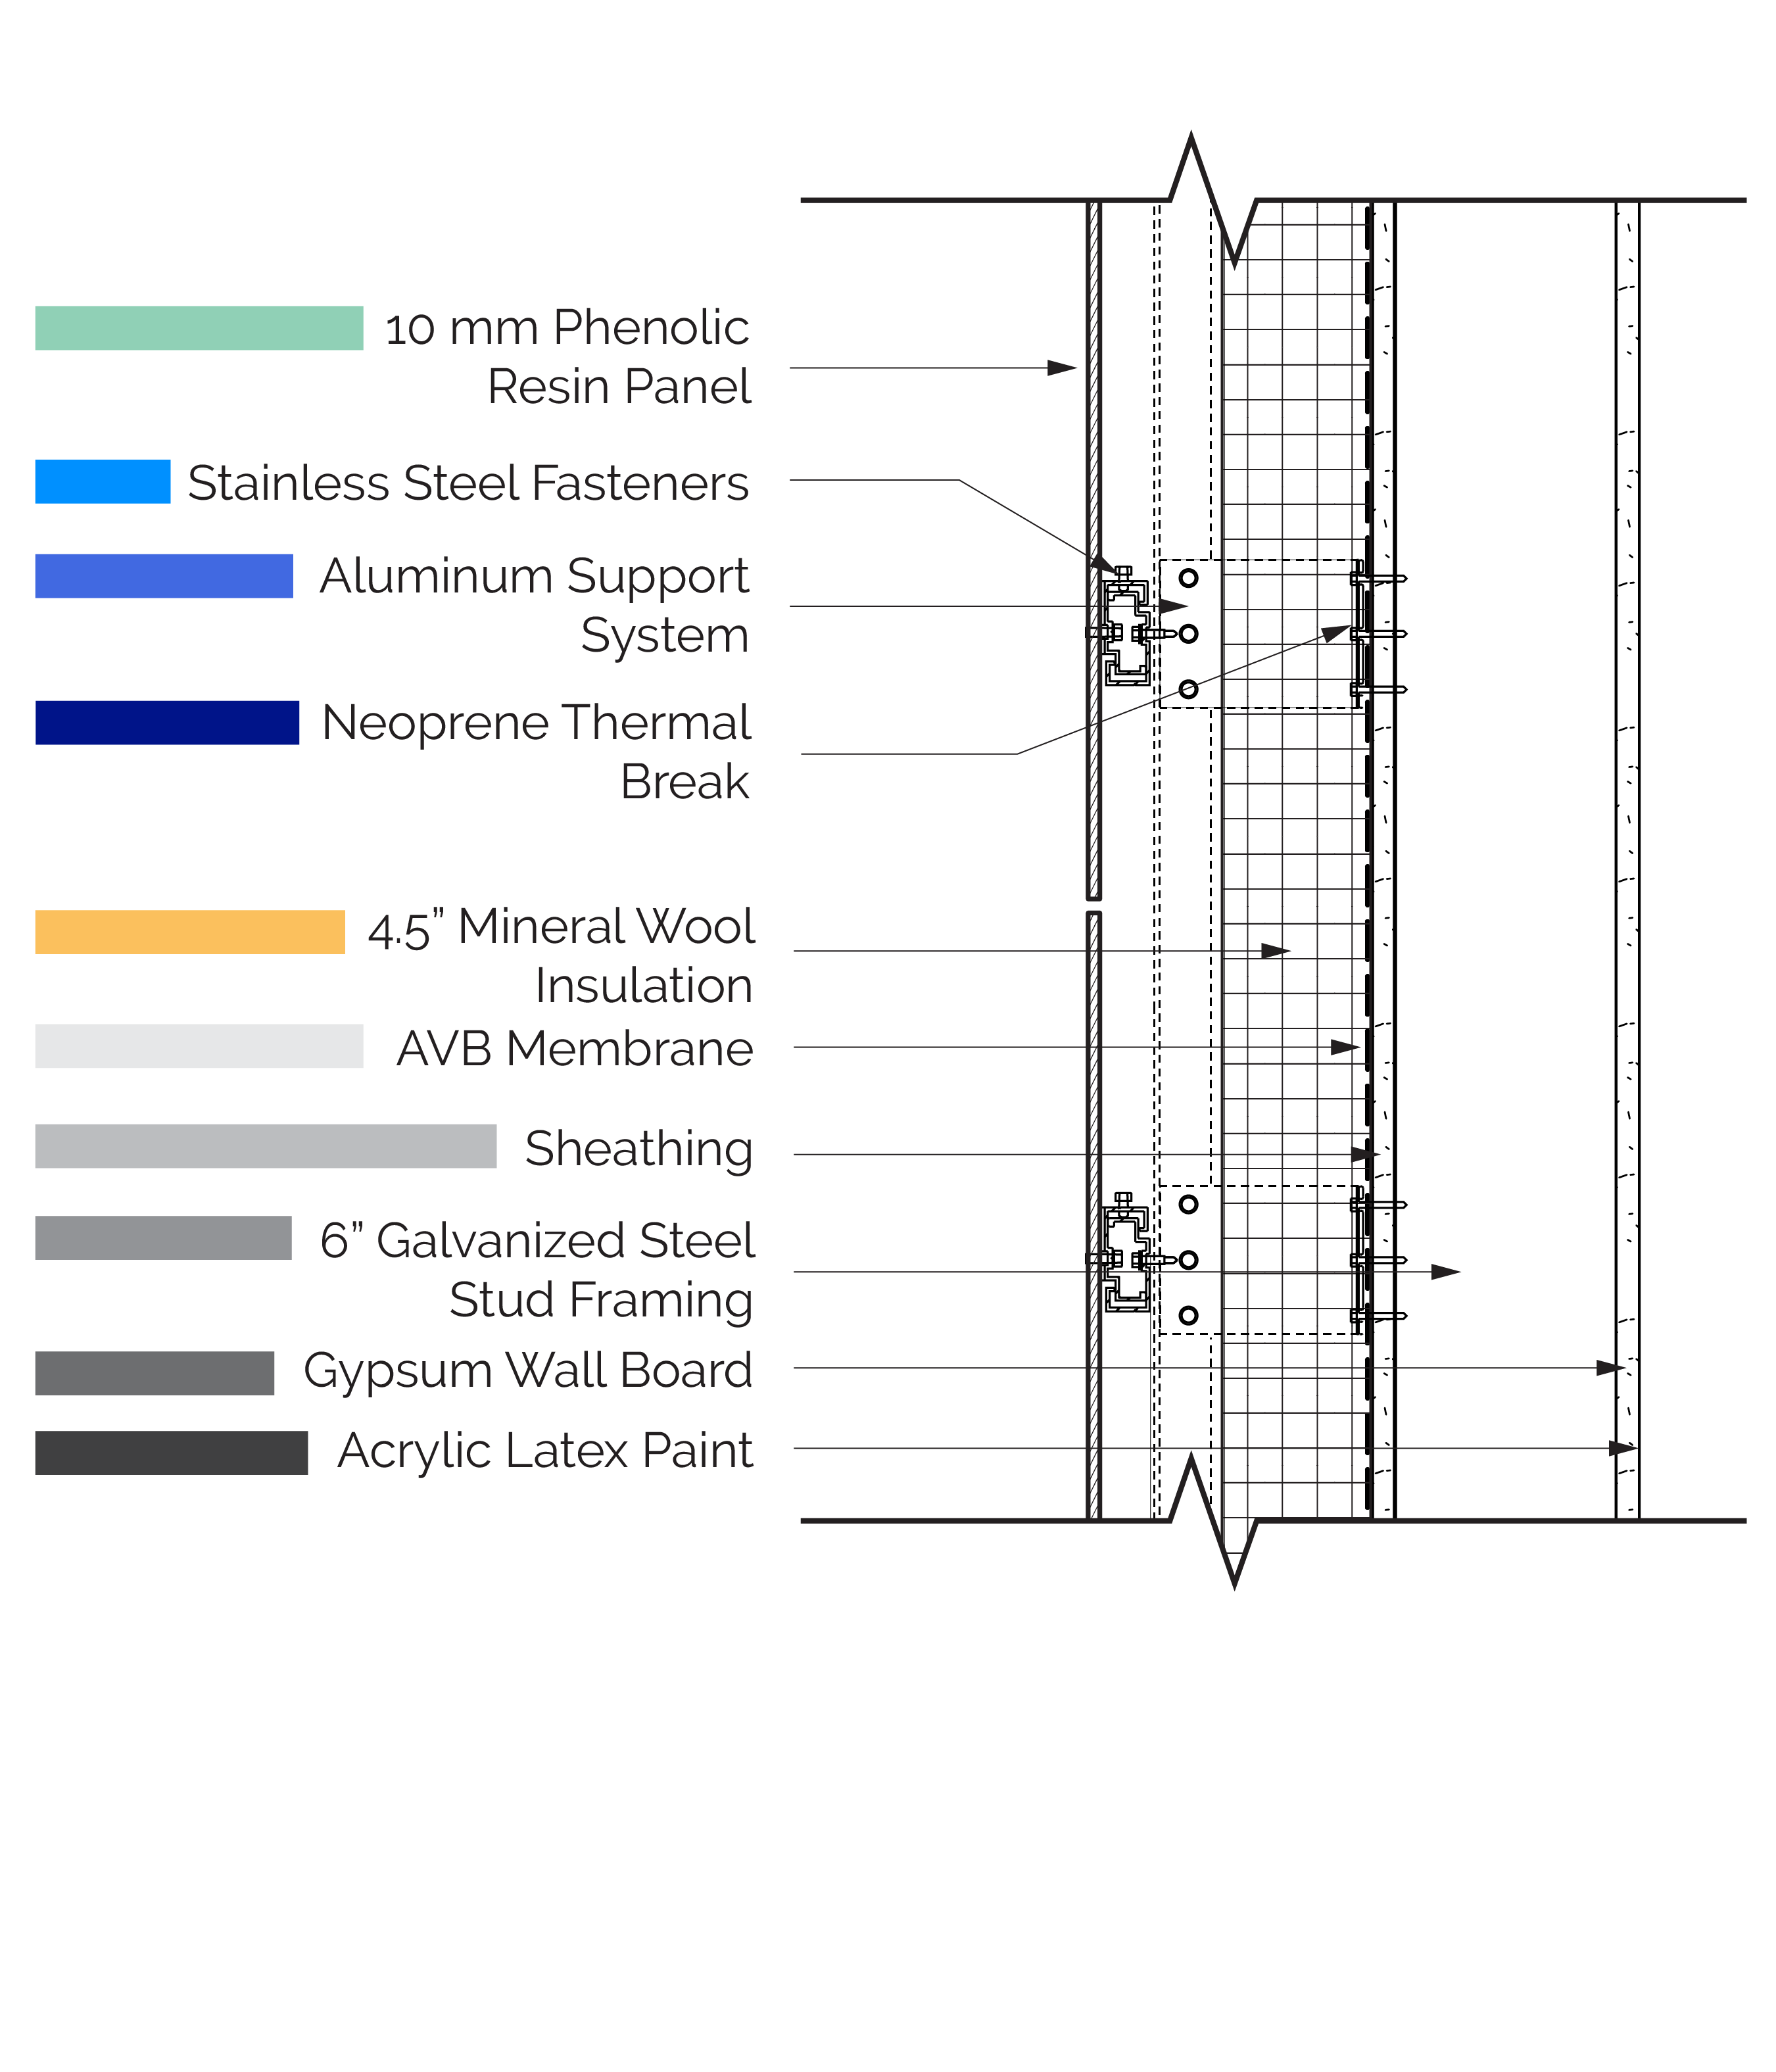 10 mm Phenolic
Resin Panel
Stainless Steel Fasteners
Aluminum Support
System
Neoprene Thermal
Break
4.5” Mineral Wool
Insulation
AVB Membrane
Sheathing
6” Galvanized Steel
Stud Framing
Gypsum Wall Board
Acrylic Latex Paint